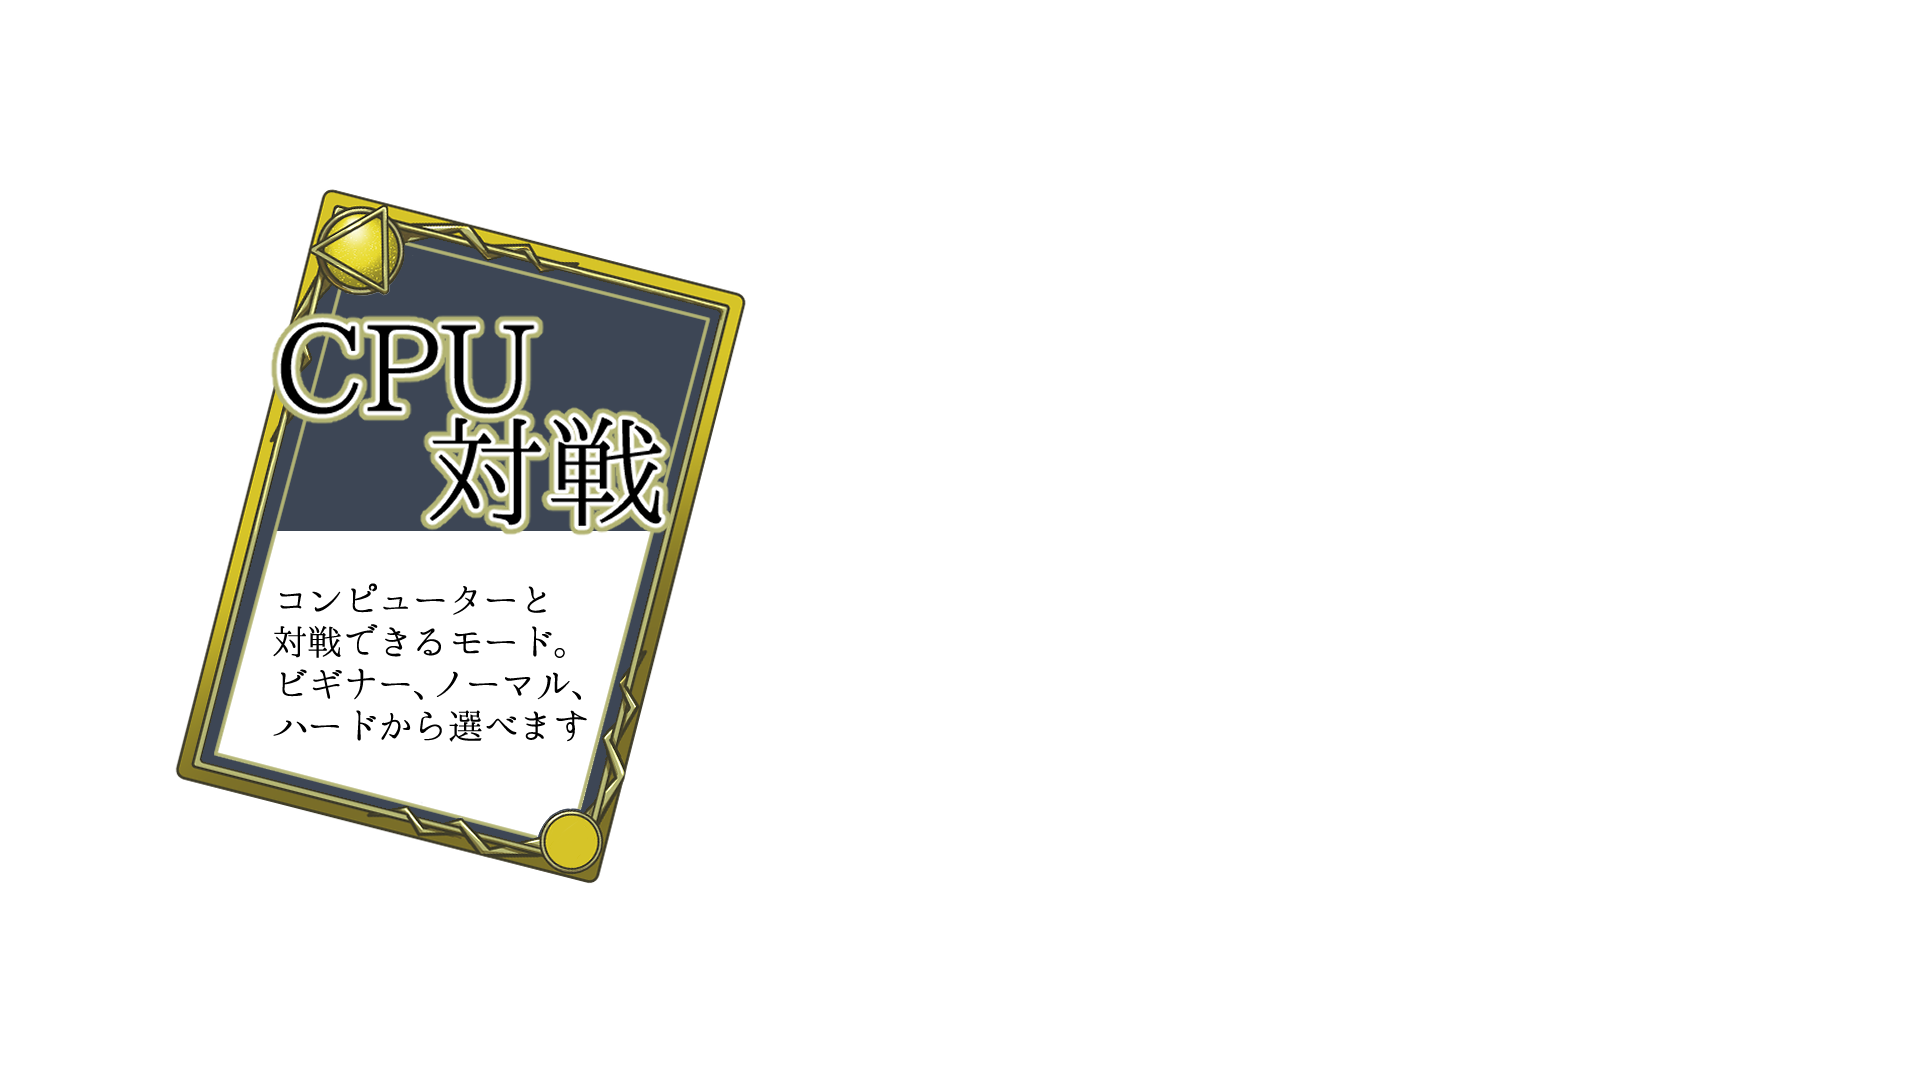 CPU
対戦
コンピューターと
対戦できるモード。
ビギナー、ノーマル、
ハードから選べます